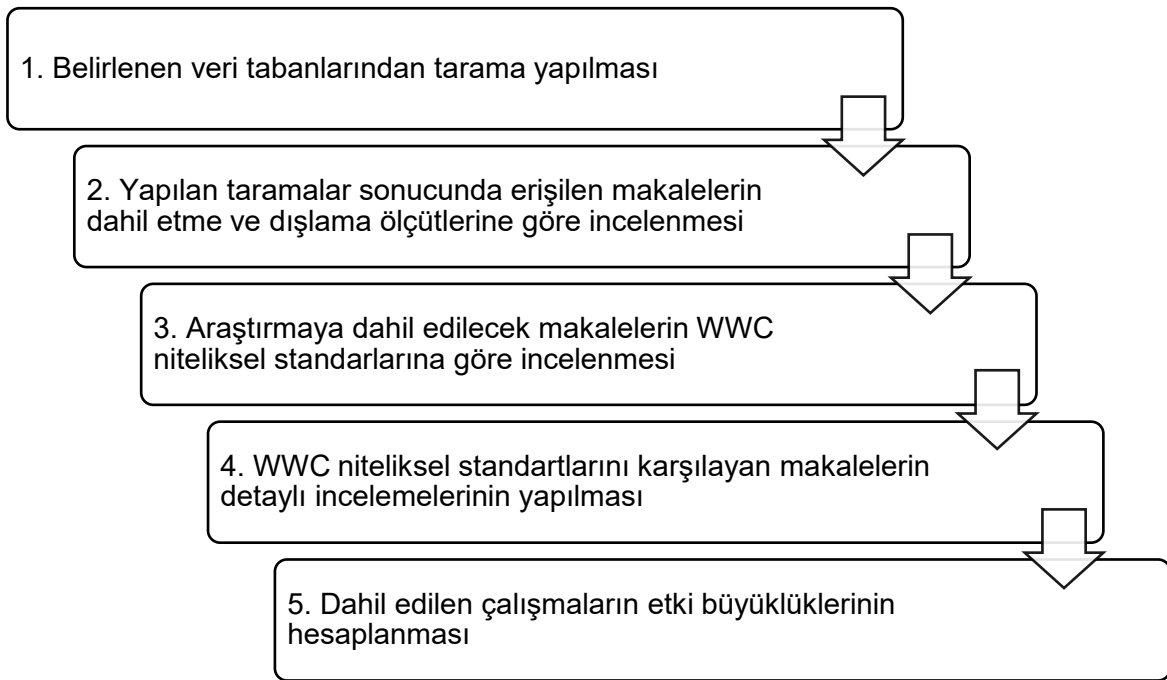 1. Belirlenen veri tabanlarından tarama yapılması
2. Yapılan taramalar sonucunda erişilen makalelerin
dahil etme ve dışlama ölçütlerine göre incelenmesi
3. Araştırmaya dahil edilecek makalelerin WWC
niteliksel standarlarına göre incelenmesi
4. WWC niteliksel standartlarını karşılayan makalelerin
detaylı incelemelerinin yapılması
5. Dahil edilen çalışmaların etki büyüklüklerinin
hesaplanması